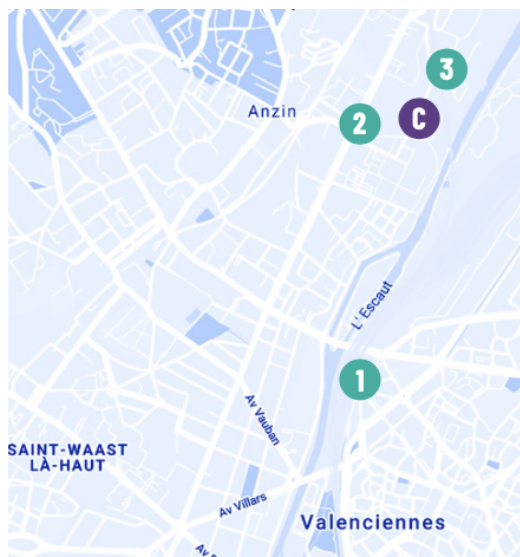 3
Anzin
2
C
L' Escaut
1
Av Vauban
SAINT-WAAST
LÀ-HAUT
Av Villars
Valenciennes